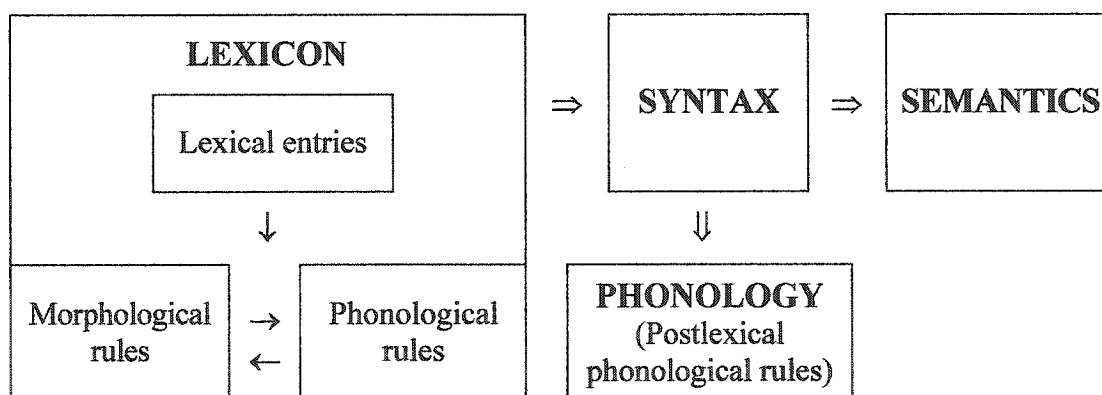 LEXICON
Lexical entries
⇒
SYNTAX
⇒
SEMANTICS
↓
⇓
Morphological
rules
→
←
Phonological
rules
PHONOLOGY
(Postlexical
phonological rules)